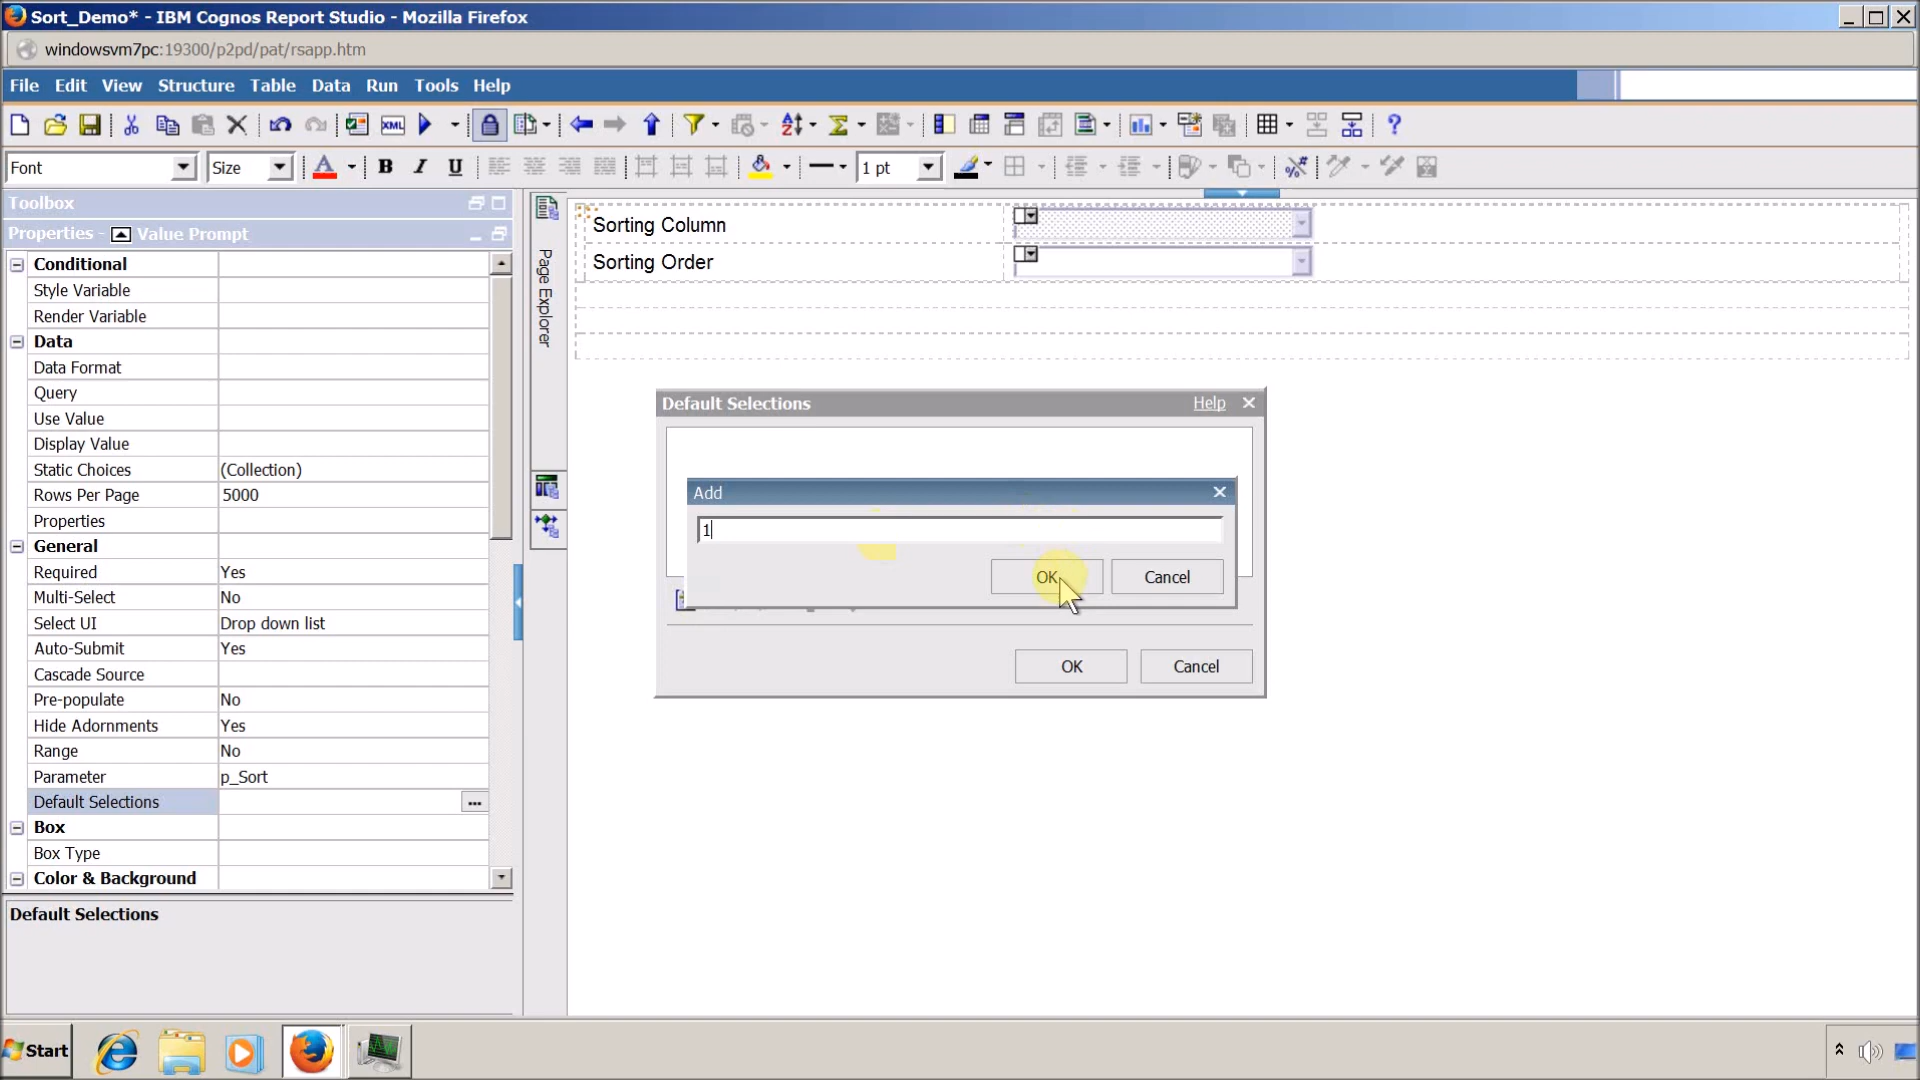 Sort_Demo* - IBM Cognos Report Studio - Mozilla Firefox
windowsvm7pc:19300/p2pd/pat/rsapp.htm
File Edit View Structure Table Data Run Tools Help
XML
Font Size A B I U 1 pt
Toolbox
Properties - Value Prompt
Conditional
Style Variable
Render Variable
Data
Data Format
Query
Use Value
Display Value
Static Choices (Collection)
Rows Per Page 5000
Properties
General
Required Yes
Multi-Select No
Select UI Drop down list
Auto-Submit Yes
Cascade Source
Pre-populate No
Hide Adornments Yes
Range No
Parameter p_Sort
Default Selections ...
Box
Box Type
Color & Background
Default Selections
Page Explorer
Sorting Column
Sorting Order
Default Selections Help
Add
1
OK Cancel
OK Cancel
Start